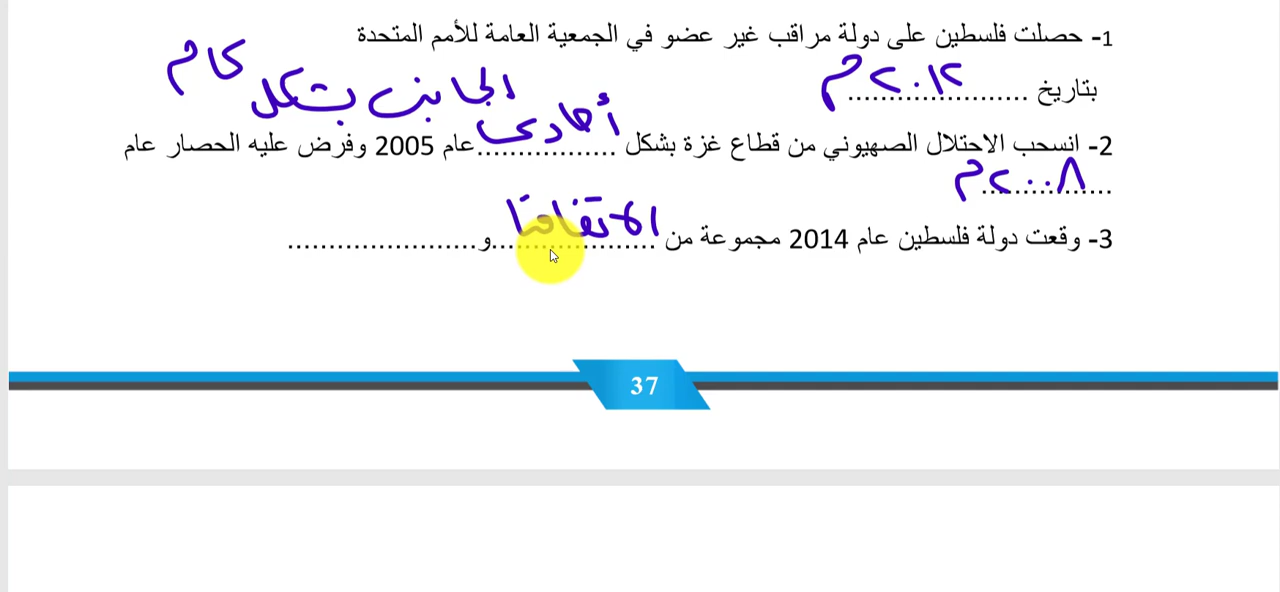 1- حصلت فلسطين على دولة مراقب غير عضو في الجمعية العامة للأمم المتحدة
بتاريخ ...................... ٢٠١٢م
2- انسحب الاحتلال الصهيوني من قطاع غزة بشكل ................. أحادي الجانب بشكل كام عام 2005 وفرض عليه الحصار عام
................ ٢٠٠٨م
3- وقعت دولة فلسطين عام 2014 مجموعة من .................... الاتفاقا و.......................
37